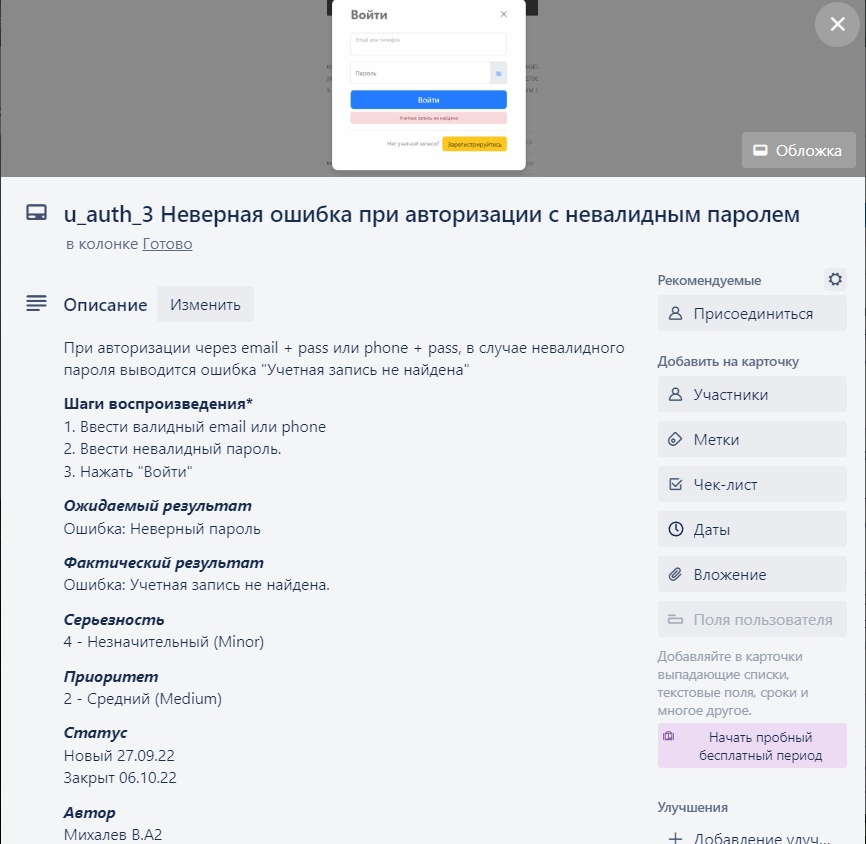 Войти
Email или телефон
Пароль
Войти
Учетная запись не найдена
Нет учетной записи? Зарегистрируйтесь
Обложка
u_auth_3 Неверная ошибка при авторизации с невалидным паролем
в колонке Готово
Описание
Изменить
При авторизации через email + pass или phone + pass, в случае невалидного
пароля выводится ошибка "Учетная запись не найдена"
Шаги воспроизведения*
1. Ввести валидный email или phone
2. Ввести невалидный пароль.
3. Нажать "Войти"
Ожидаемый результат
Ошибка: Неверный пароль
Фактический результат
Ошибка: Учетная запись не найдена.
Серьезность
4 - Незначительный (Minor)
Приоритет
2 - Средний (Medium)
Статус
Новый 27.09.22
Закрыт 06.10.22
Автор
Михалев В.А2
Рекомендуемые
Присоединиться
Добавить на карточку
Участники
Метки
Чек-лист
Даты
Вложение
Поля пользователя
Добавляйте в карточки
выпадающие списки,
текстовые поля, сроки и
многое другое.
Начать пробный
бесплатный период
Улучшения
Добавление улуч...